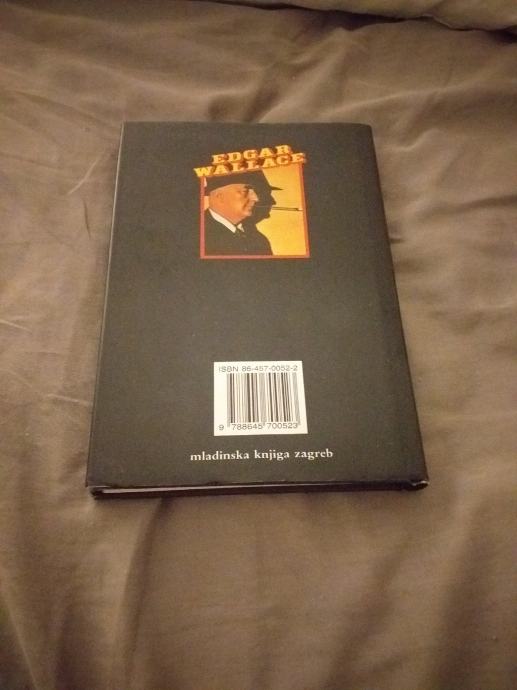 EDGAR
WALLACE
ISBN 86-457-0052-2
9 788645 700523
mladinska knjiga zagreb